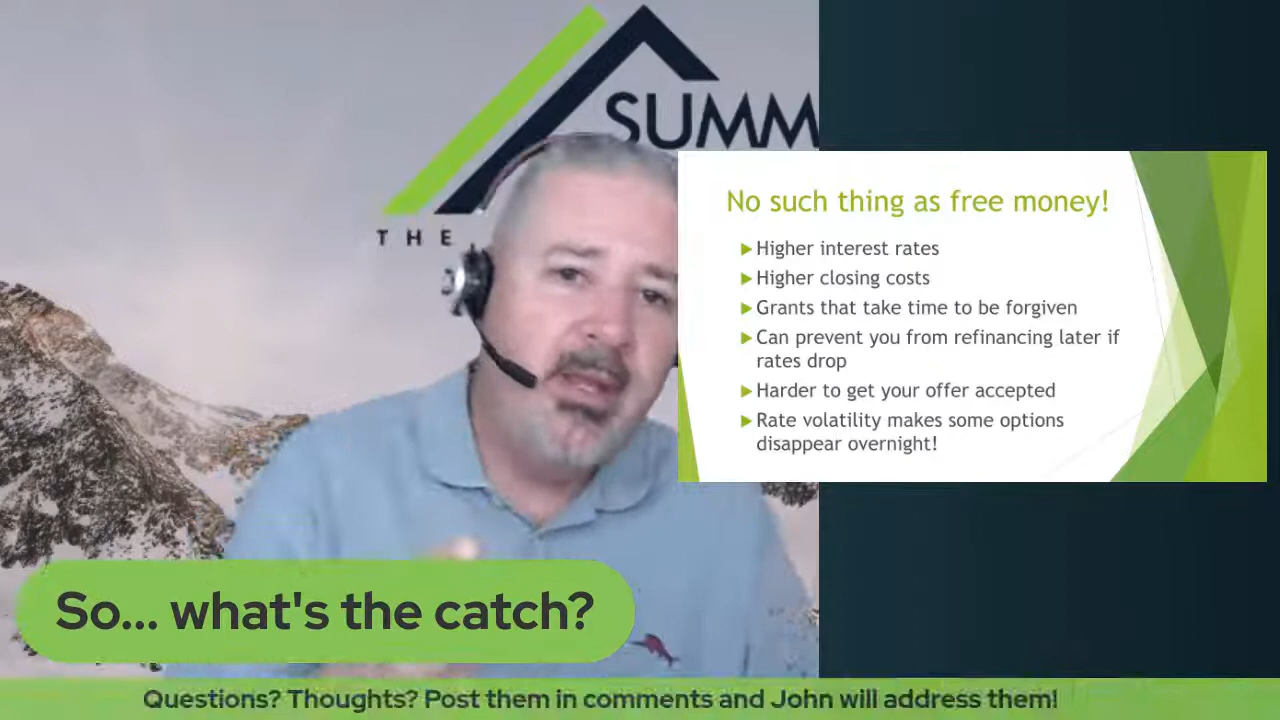 SUMM
THE
No such thing as free money!
Higher interest rates
Higher closing costs
Grants that take time to be forgiven
Can prevent you from refinancing later if
rates drop
Harder to get your offer accepted
Rate volatility makes some options
disappear overnight!
So... what's the catch?
Questions? Thoughts? Post them in comments and John will address them!